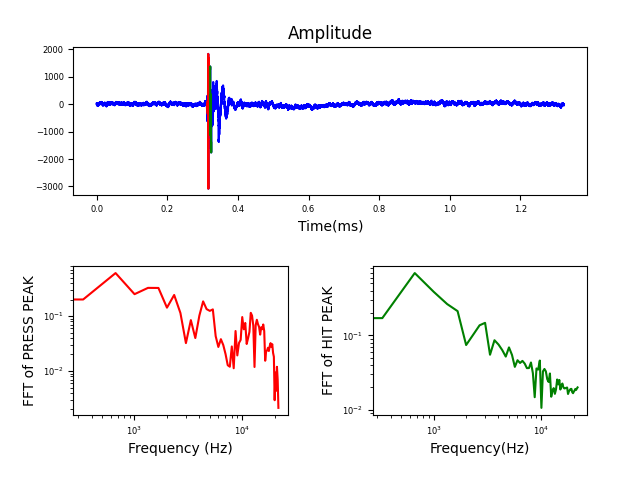 Amplitude
2000
1000
0
−1000
−2000
−3000
0.0 0.2 0.4 0.6 0.8 1.0 1.2
Time(ms)
FFT of PRESS PEAK
10⁻¹
10⁻²
10³ 10⁴
Frequency (Hz)
FFT of HIT PEAK
10⁻¹
10⁻²
10³ 10⁴
Frequency(Hz)